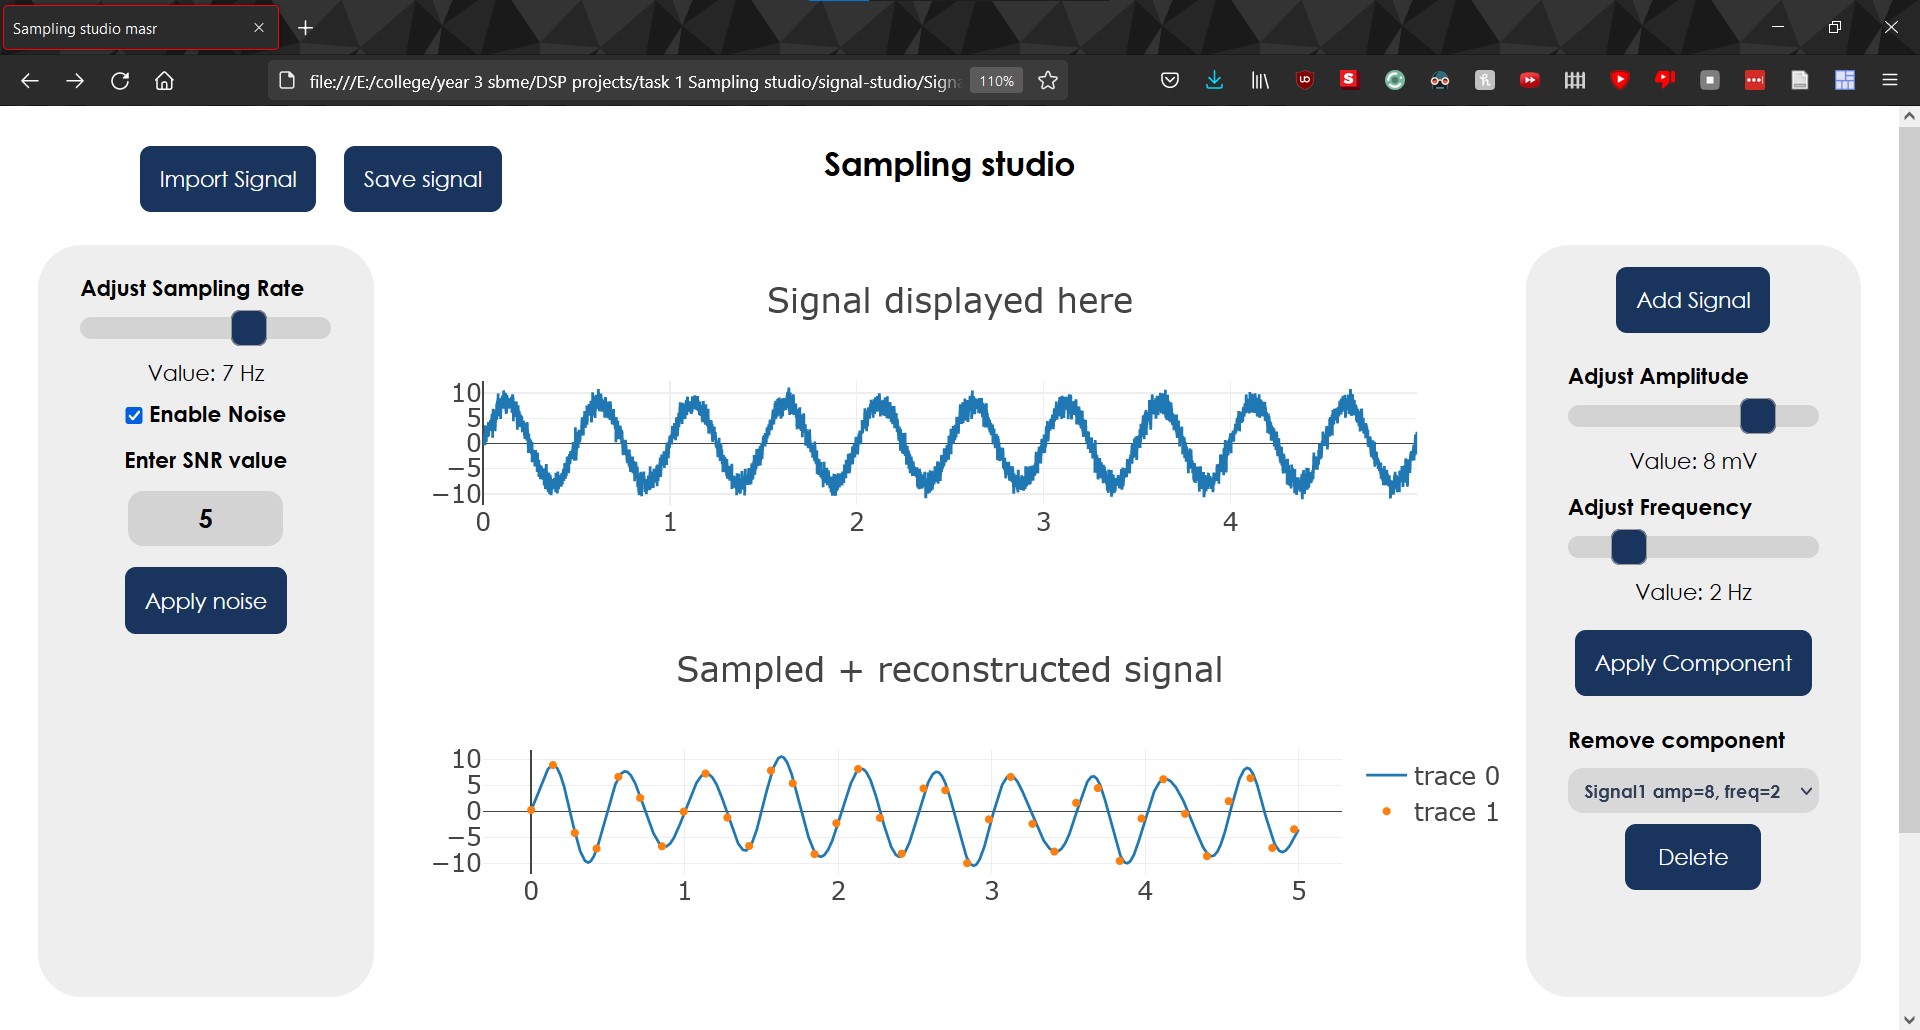 Sampling studio masr
file:///E:/college/year 3 sbme/DSP projects/task 1 Sampling studio/signal-studio/Signa
110%
Import Signal
Save signal
Sampling studio
Adjust Sampling Rate
Value: 7 Hz
Enable Noise
Enter SNR value
5
Apply noise
Signal displayed here
10
5
0
−5
−10
0 1 2 3 4
Sampled + reconstructed signal
10
5
0
−5
−10
0 1 2 3 4 5
trace 0
trace 1
Add Signal
Adjust Amplitude
Value: 8 mV
Adjust Frequency
Value: 2 Hz
Apply Component
Remove component
Signal1 amp=8, freq=2
Delete